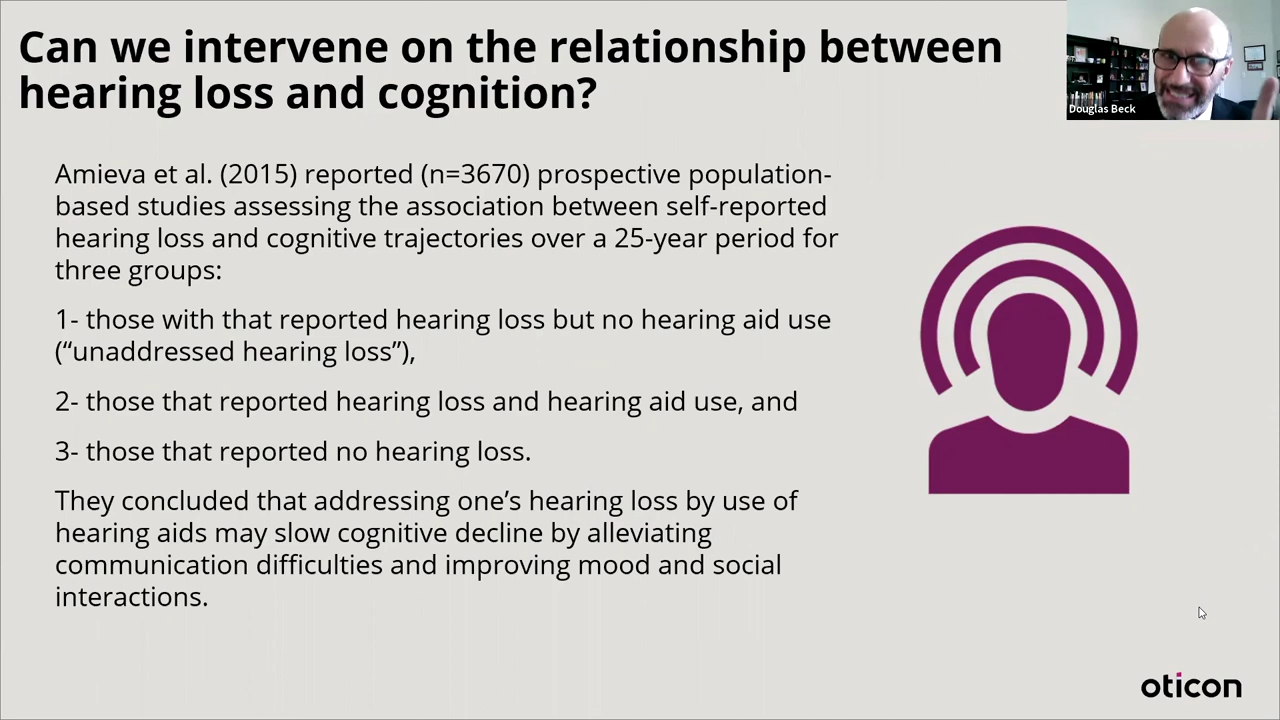 Can we intervene on the relationship between
hearing loss and cognition?
Douglas Beck
Amieva et al. (2015) reported (n=3670) prospective population-
based studies assessing the association between self-reported
hearing loss and cognitive trajectories over a 25-year period for
three groups:
1- those with that reported hearing loss but no hearing aid use
(“unaddressed hearing loss”),
2- those that reported hearing loss and hearing aid use, and
3- those that reported no hearing loss.
They concluded that addressing one’s hearing loss by use of
hearing aids may slow cognitive decline by alleviating
communication difficulties and improving mood and social
interactions.
oticon